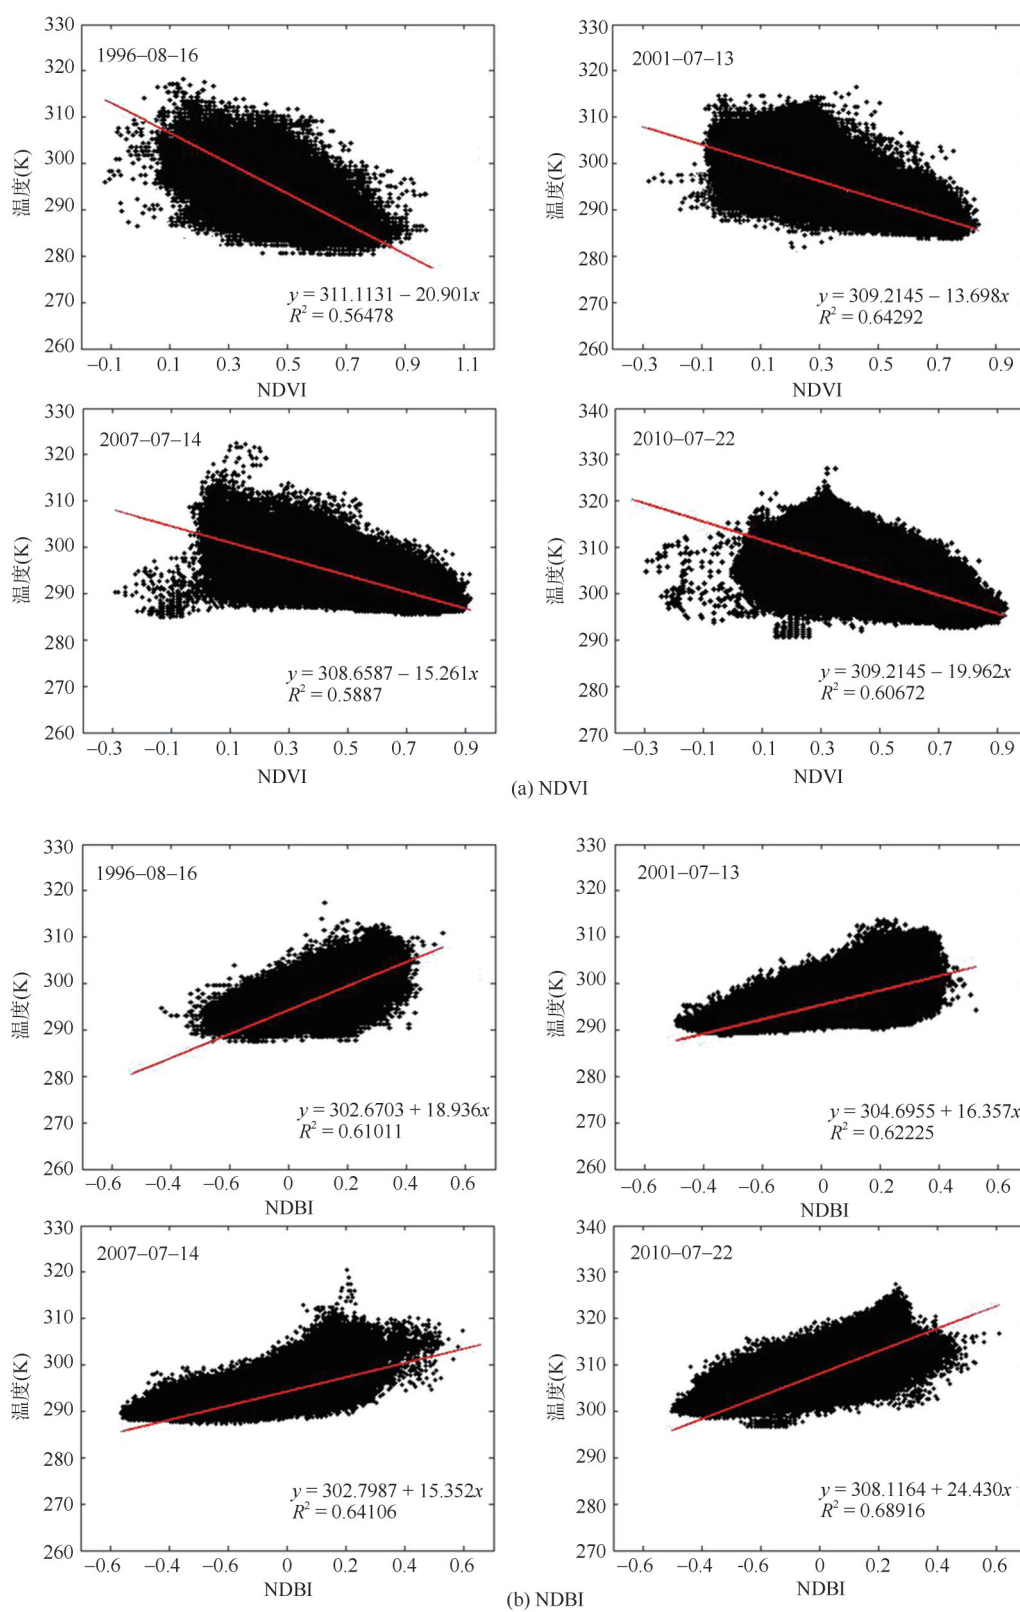 330
320
310
300
290
280
270
260
温度(K)
1996–08–16
y = 311.1131 – 20.901x
R² = 0.56478
–0.1 0.1 0.3 0.5 0.7 0.9 1.1
NDVI
330
320
310
300
290
280
270
260
温度(K)
2001–07–13
y = 309.2145 – 13.698x
R² = 0.64292
–0.3 –0.1 0.1 0.3 0.5 0.7 0.9
NDVI
330
320
310
300
290
280
270
260
温度(K)
2007–07–14
y = 308.6587 – 15.261x
R² = 0.5887
–0.3 –0.1 0.1 0.3 0.5 0.7 0.9
NDVI
340
330
320
310
300
290
280
270
温度(K)
2010–07–22
y = 309.2145 – 19.962x
R² = 0.60672
–0.3 –0.1 0.1 0.3 0.5 0.7 0.9
NDVI
(a) NDVI
330
320
310
300
290
280
270
260
温度(K)
1996–08–16
y = 302.6703 + 18.936x
R² = 0.61011
–0.6 –0.4 –0.6 0 0.2 0.4 0.6
NDBI
330
320
310
300
290
280
270
260
温度(K)
2001–07–13
y = 304.6955 + 16.357x
R² = 0.62225
–0.6 –0.4 –0.6 0 0.2 0.4 0.6
NDBI
330
320
310
300
290
280
270
260
温度(K)
2007–07–14
y = 302.7987 + 15.352x
R² = 0.64106
–0.6 –0.4 –0.6 0 0.2 0.4 0.6
NDBI
340
330
320
310
300
290
280
270
温度(K)
2010–07–22
y = 308.1164 + 24.430x
R² = 0.68916
–0.6 –0.4 –0.6 0 0.2 0.4 0.6
NDBI
(b) NDBI